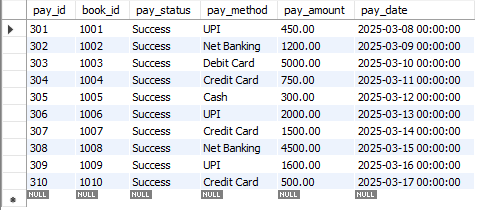 pay_id book_id pay_status pay_method pay_amount pay_date
301 1001 Success UPI 450.00 2025-03-08 00:00:00
302 1002 Success Net Banking 1200.00 2025-03-09 00:00:00
303 1003 Success Debit Card 5000.00 2025-03-10 00:00:00
304 1004 Success Credit Card 750.00 2025-03-11 00:00:00
305 1005 Success Cash 300.00 2025-03-12 00:00:00
306 1006 Success UPI 2000.00 2025-03-13 00:00:00
307 1007 Success Credit Card 1500.00 2025-03-14 00:00:00
308 1008 Success Net Banking 4500.00 2025-03-15 00:00:00
309 1009 Success UPI 1600.00 2025-03-16 00:00:00
310 1010 Success Credit Card 500.00 2025-03-17 00:00:00
NULL NULL NULL NULL NULL NULL